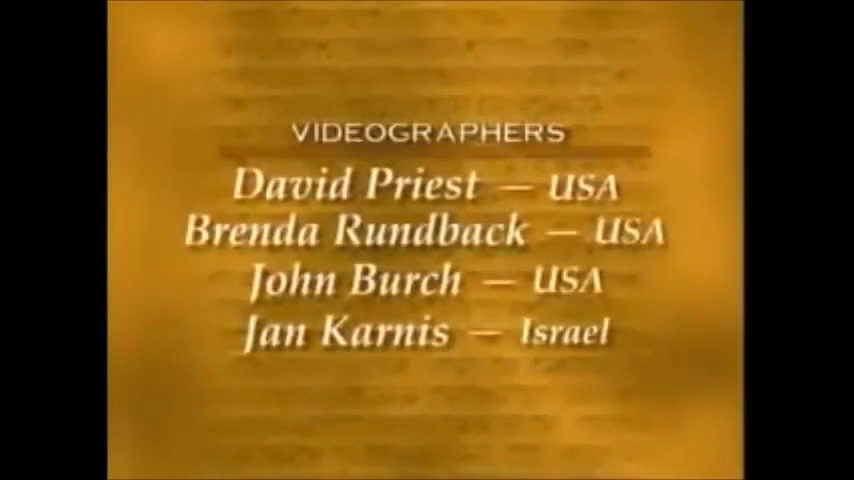 VIDEOGRAPHERS
David Priest — USA
Brenda Rundback — USA
John Burch — USA
Jan Karnis — Israel